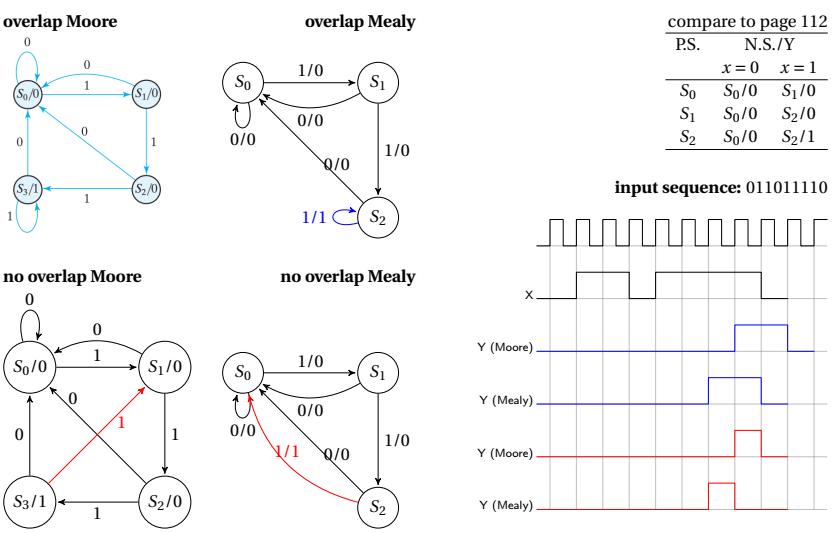 overlap Moore
0
S0/0
1
0
S1/0
0
0
1
S3/1
1
S2/0
1
overlap Mealy
S0
1/0
S1
0/0
0/0
1/0
0/0
1/1
S2
compare to page 112
P.S. N.S./Y
x = 0 x = 1
S0 S0/0 S1/0
S1 S0/0 S2/0
S2 S0/0 S2/1
input sequence: 011011110
X
Y (Moore)
Y (Mealy)
Y (Moore)
Y (Mealy)
no overlap Moore
0
0
S0/0
1
S1/0
0
1
0
1
S3/1
1
S2/0
no overlap Mealy
S0
1/0
S1
0/0
0/0
1/0
1/1
0/0
S2